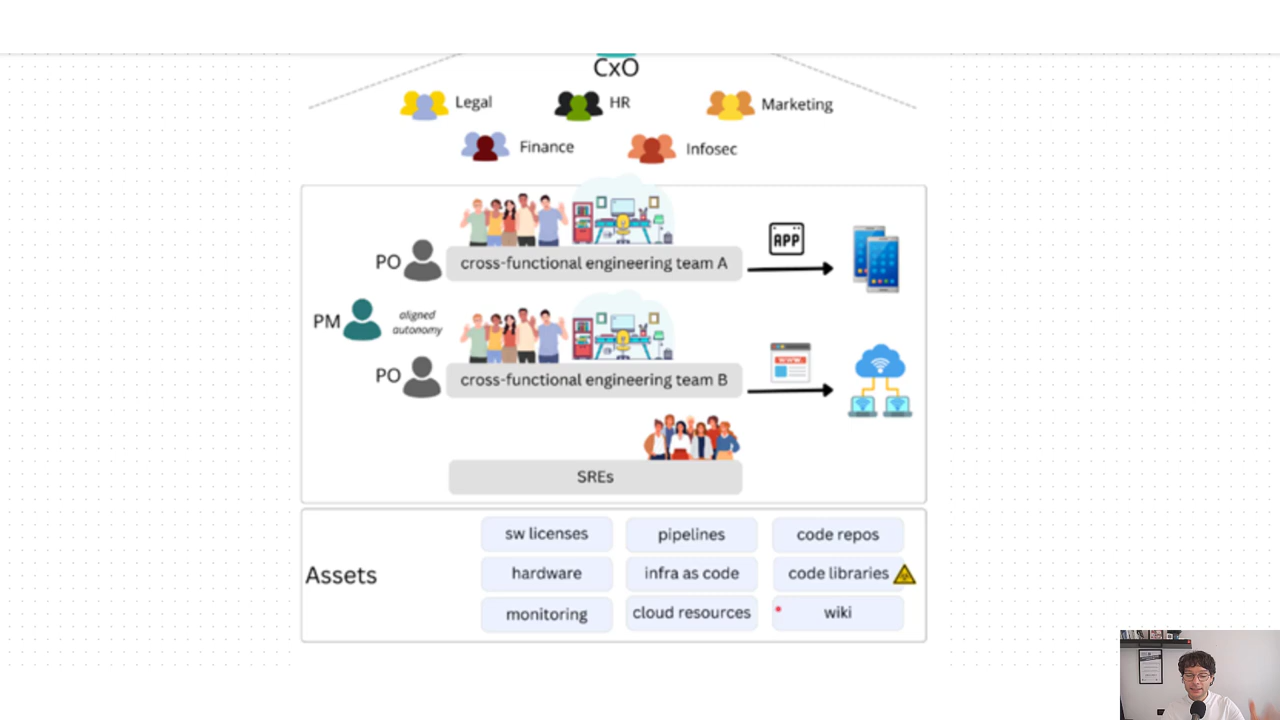 CxO
Legal
HR
Marketing
Finance
Infosec
PO
cross-functional engineering team A
APP
PM
aligned
autonomy
PO
cross-functional engineering team B
WWW
SREs
Assets
sw licenses
pipelines
code repos
hardware
infra as code
code libraries
monitoring
cloud resources
wiki